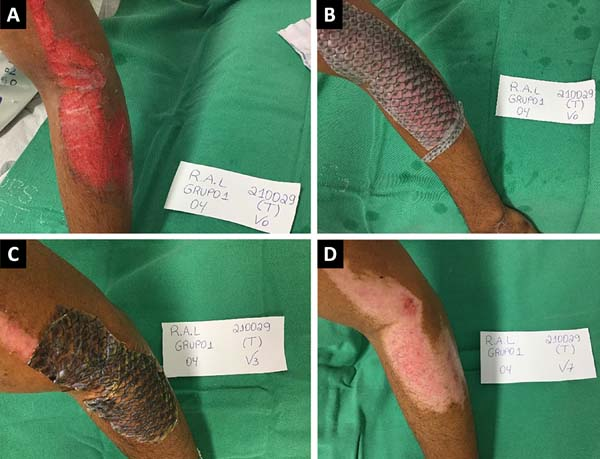 A
R.A.L 210029
GRUPO1 (T)
04 V0
B
R.A.L 210029
GRUPO1 (T)
04 V0
C
R.A.L 210029
GRUPO1 (T)
04 V3
D
R.A.L 210029
GRUPO1 (T)
04 V7